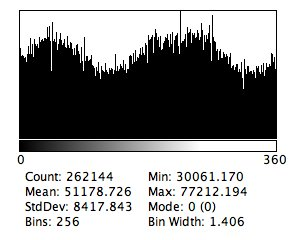 0 360
Count: 262144 Min: 30061.170
Mean: 51178.726 Max: 77212.194
StdDev: 8417.843 Mode: 0 (0)
Bins: 256 Bin Width: 1.406